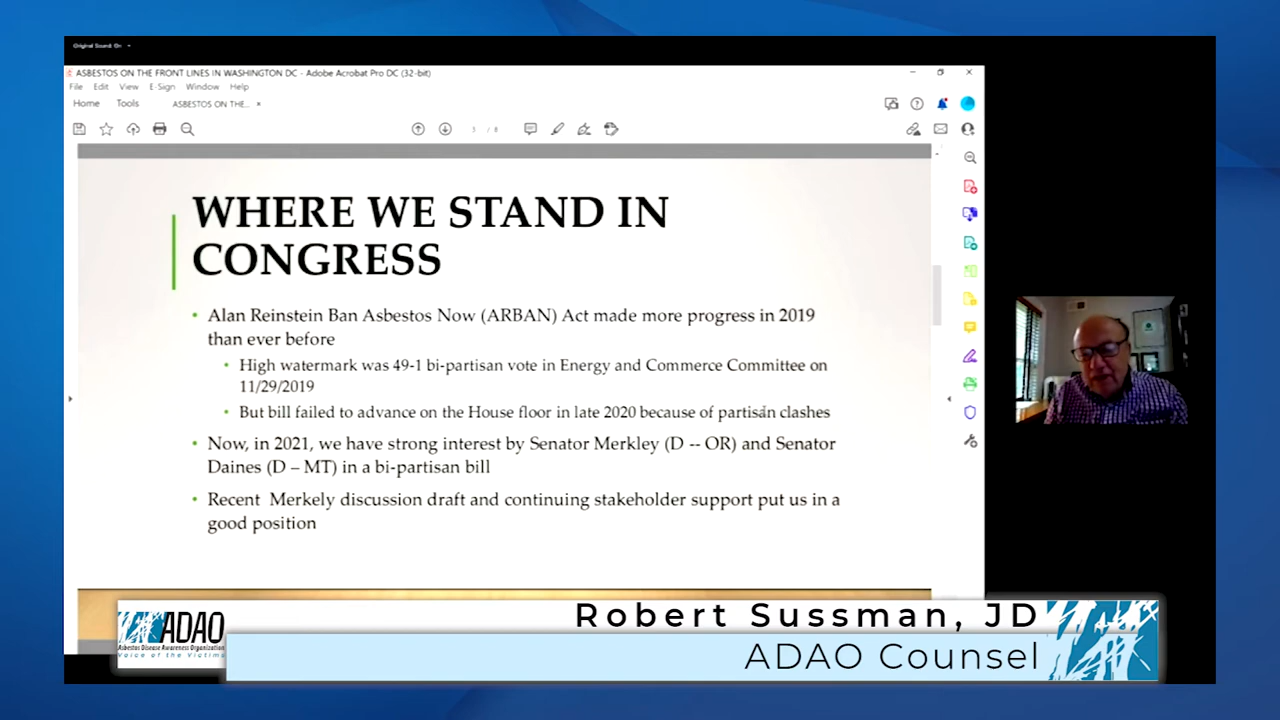 Original Sound: On
ASBESTOS ON THE FRONT LINES IN WASHINGTON DC - Adobe Acrobat Pro DC (32-bit)
File Edit View E-Sign Window Help
Home Tools ASBESTOS ON THE... ×
3 / 8
WHERE WE STAND IN
CONGRESS
• Alan Reinstein Ban Asbestos Now (ARBAN) Act made more progress in 2019
than ever before
• High watermark was 49-1 bi-partisan vote in Energy and Commerce Committee on
11/29/2019
• But bill failed to advance on the House floor in late 2020 because of partisan clashes
• Now, in 2021, we have strong interest by Senator Merkley (D -- OR) and Senator
Daines (D – MT) in a bi-partisan bill
• Recent Merkely discussion draft and continuing stakeholder support put us in a
good position
ADAO
Asbestos Disease Awareness Organization
Voice of the Victims
Robert Sussman, JD
ADAO Counsel